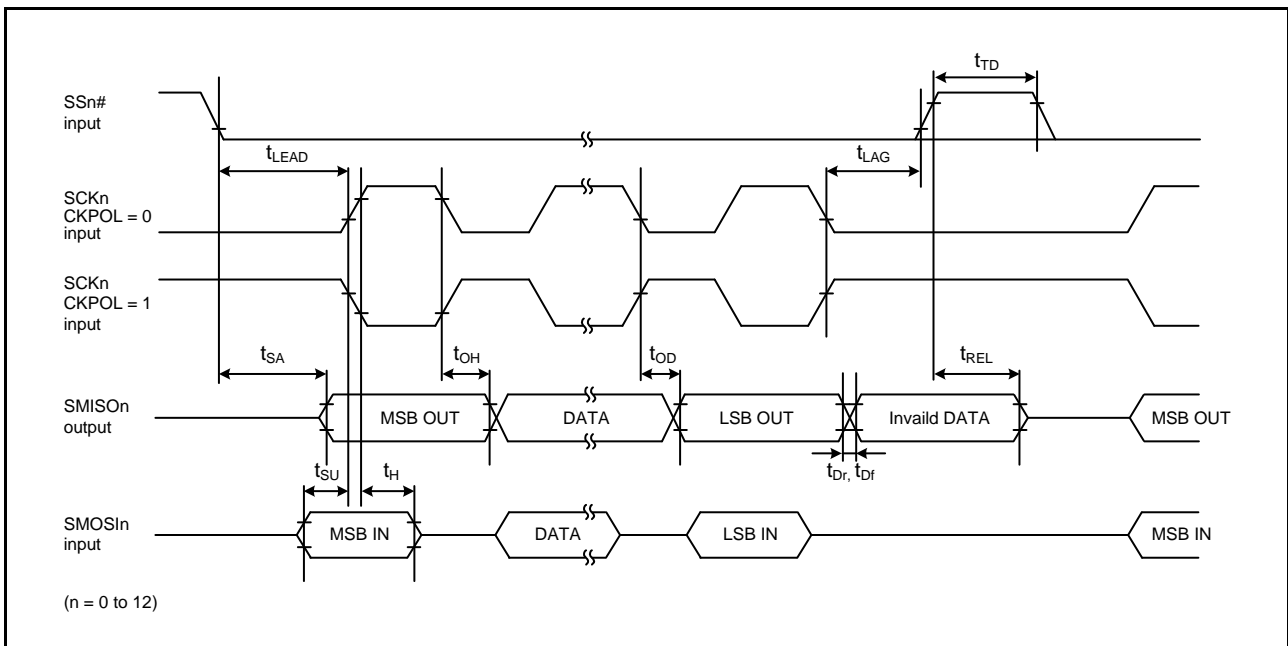 tTD
SSn#
input
tLEAD
tLAG
SCKn
CKPOL = 0
input
SCKn
CKPOL = 1
input
tSA
tOH
tOD
tREL
SMISOn
output
MSB OUT
DATA
LSB OUT
Invaild DATA
MSB OUT
tSU
tH
tDr, tDf
SMOSIn
input
MSB IN
DATA
LSB IN
MSB IN
(n = 0 to 12)